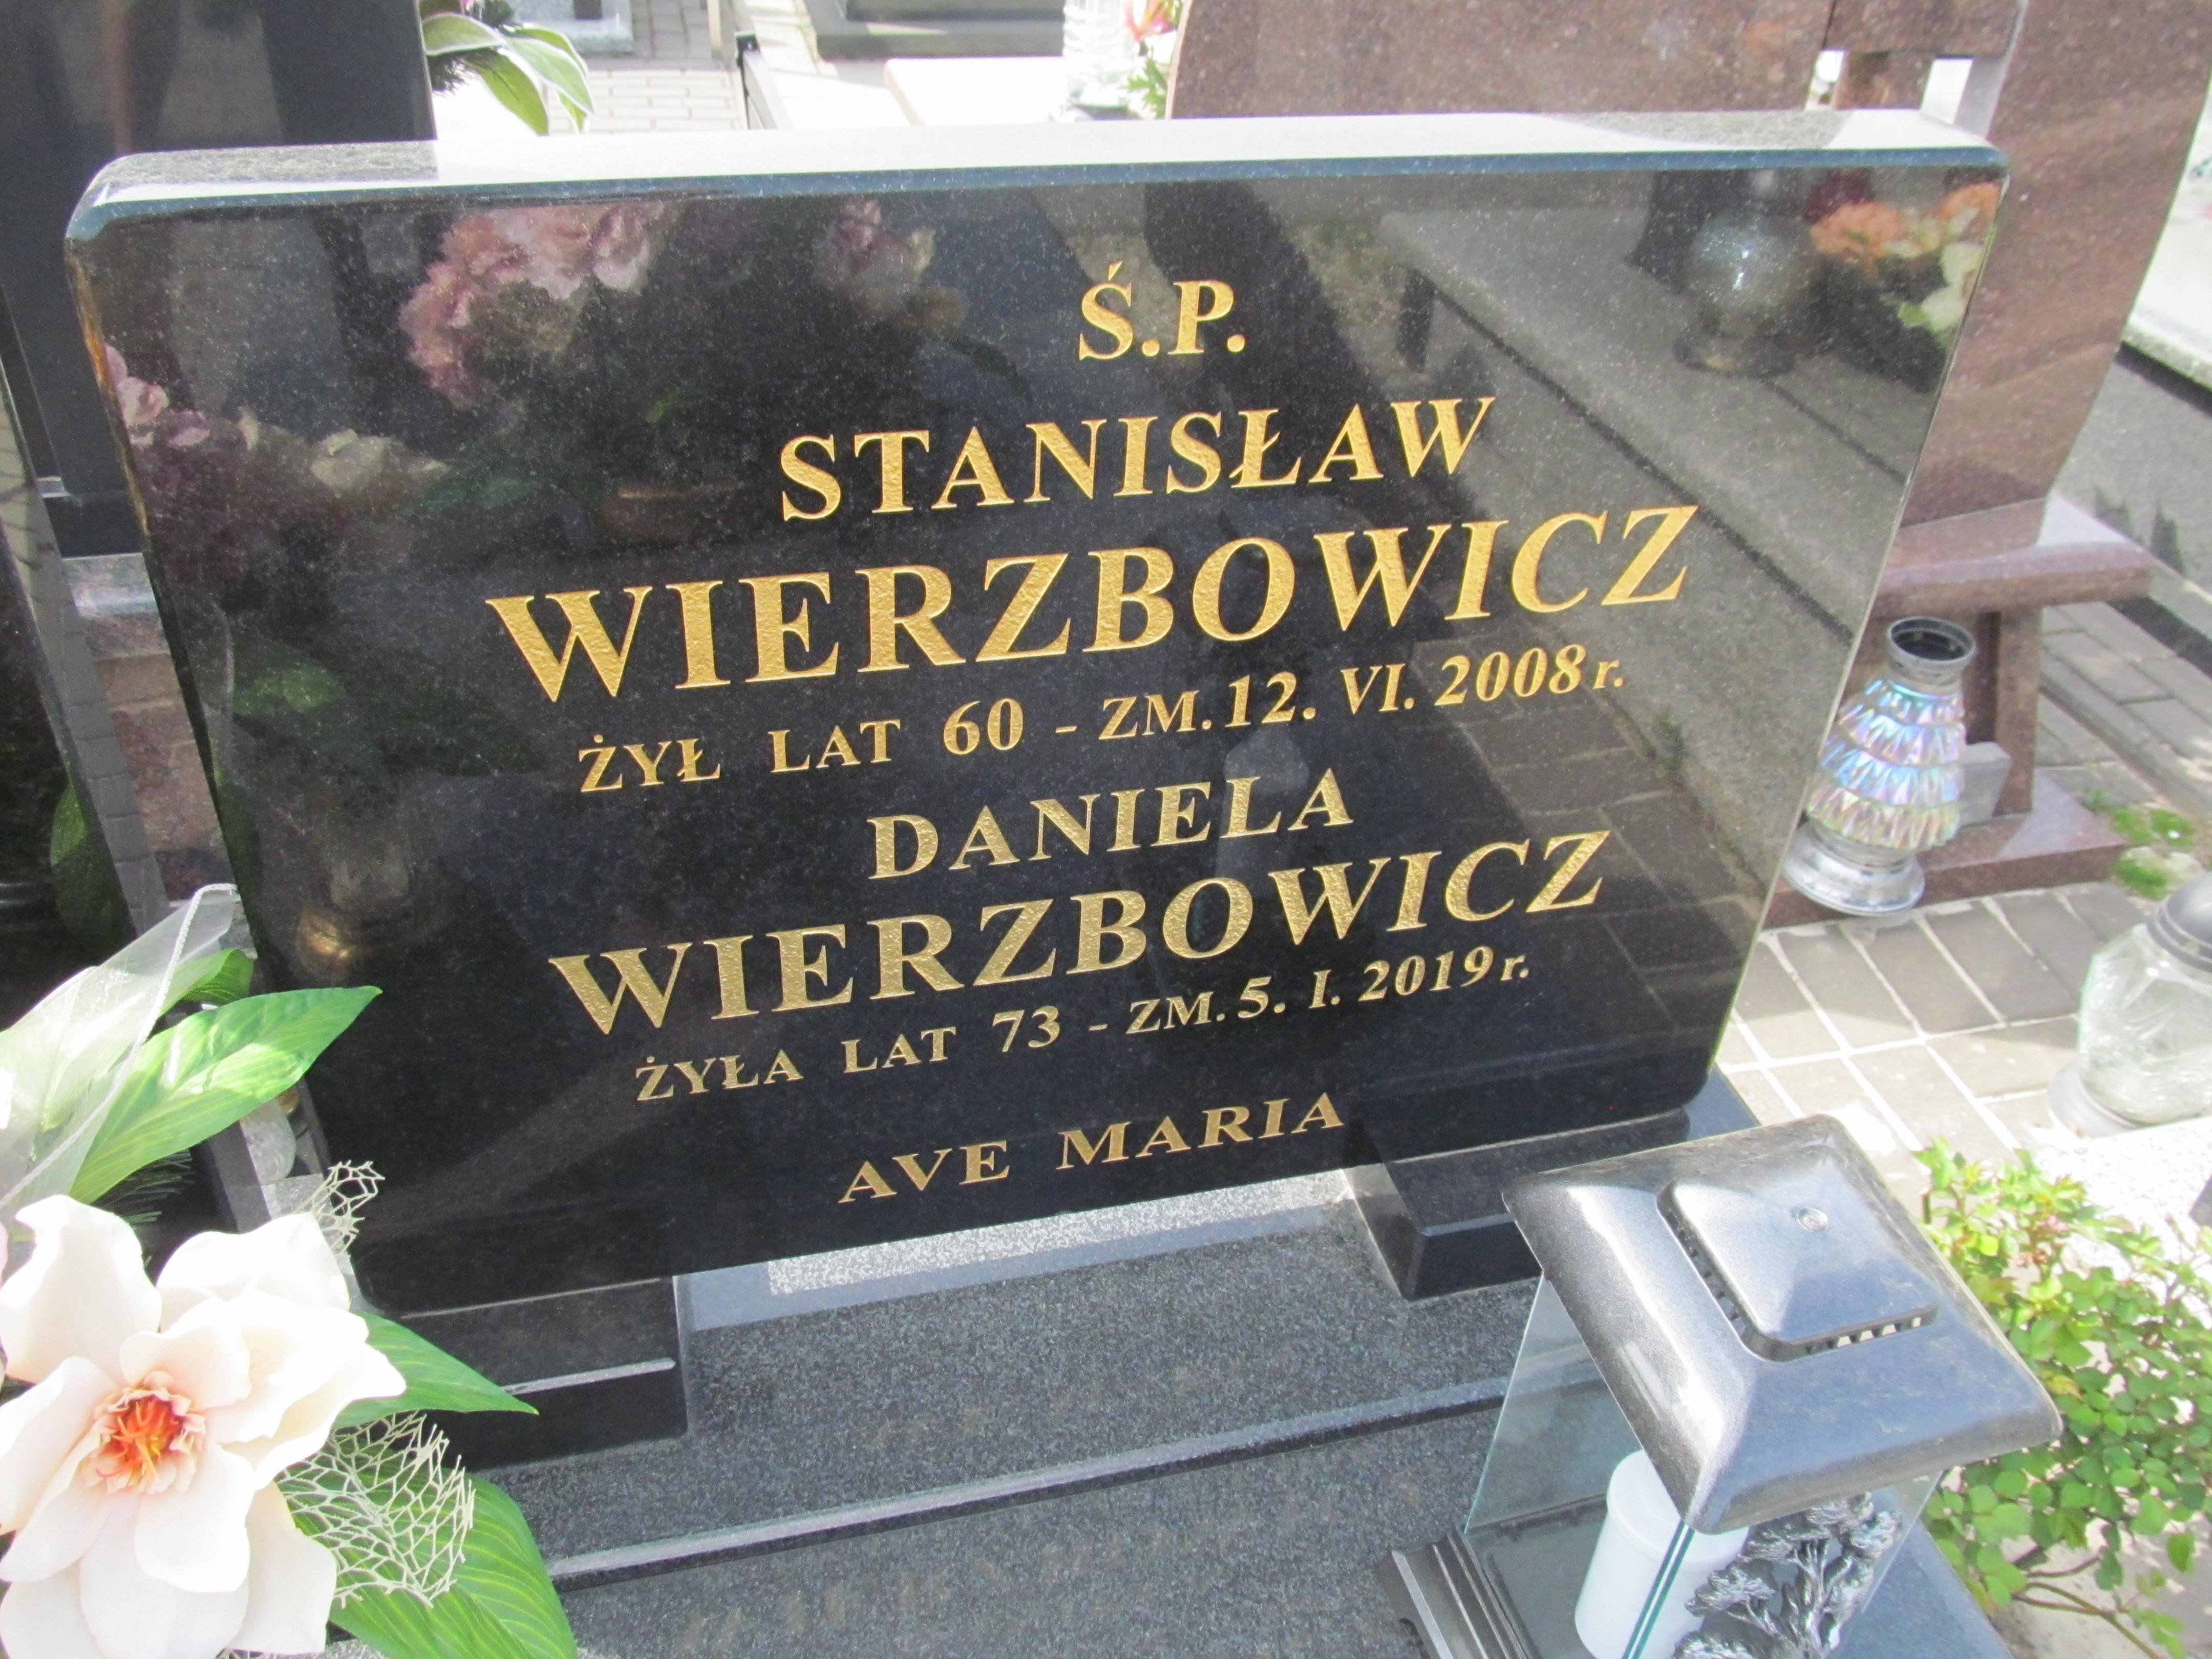 Ś.P.
STANISŁAW
WIERZBOWICZ
ŻYŁ LAT 60 - ZM. 12. VI. 2008 r.
DANIELA
WIERZBOWICZ
ŻYŁA LAT 73 - ZM. 5. I. 2019 r.
AVE MARIA